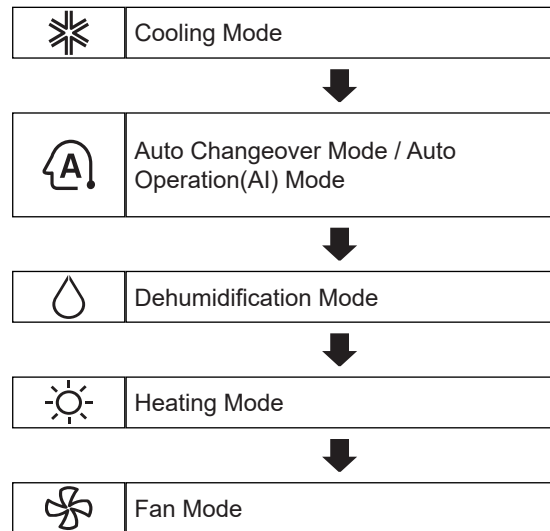 Cooling Mode
A
Auto Changeover Mode / Auto
Operation(AI) Mode
Dehumidification Mode
Heating Mode
Fan Mode